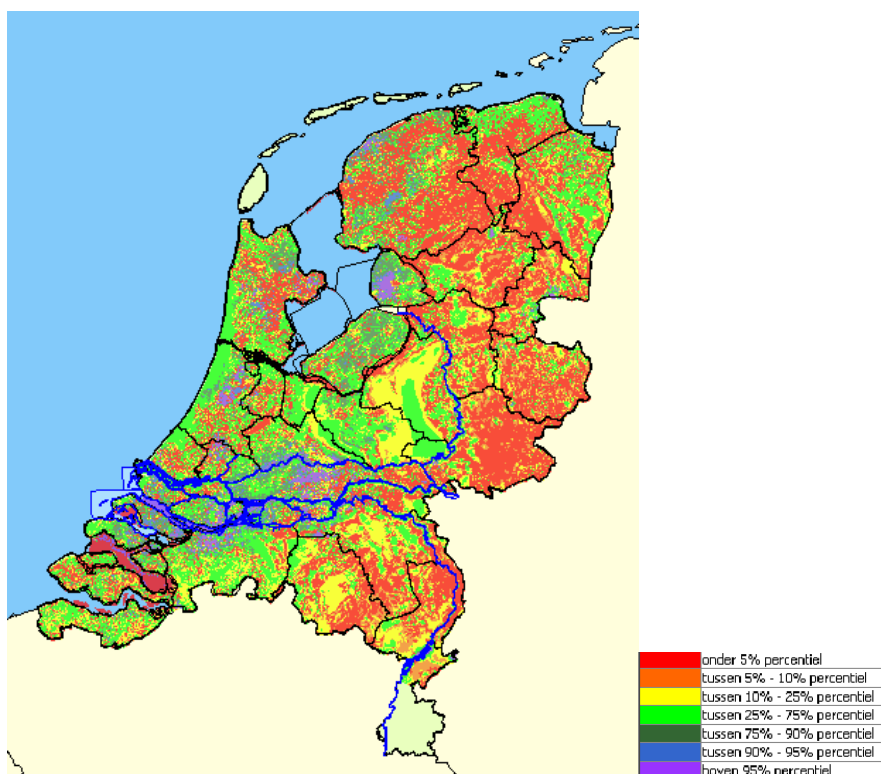 onder 5% percentiel
tussen 5% - 10% percentiel
tussen 10% - 25% percentiel
tussen 25% - 75% percentiel
tussen 75% - 90% percentiel
tussen 90% - 95% percentiel
boven 95% percentiel